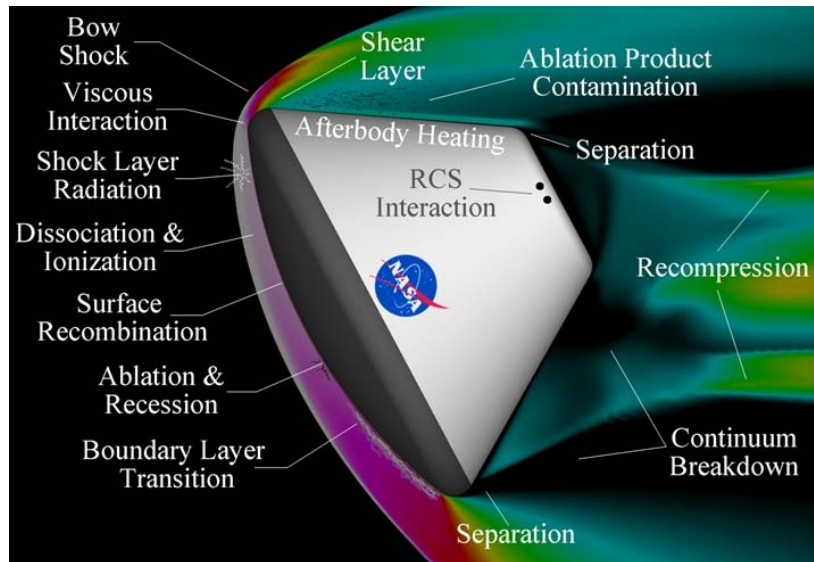 Bow
Shock
Shear
Layer
Ablation Product
Contamination
Viscous
Interaction
Afterbody Heating
Separation
Shock Layer
Radiation
RCS
Interaction
Dissociation &
Ionization
NASA
Recompression
Surface
Recombination
Ablation &
Recession
Boundary Layer
Transition
Continuum
Breakdown
Separation